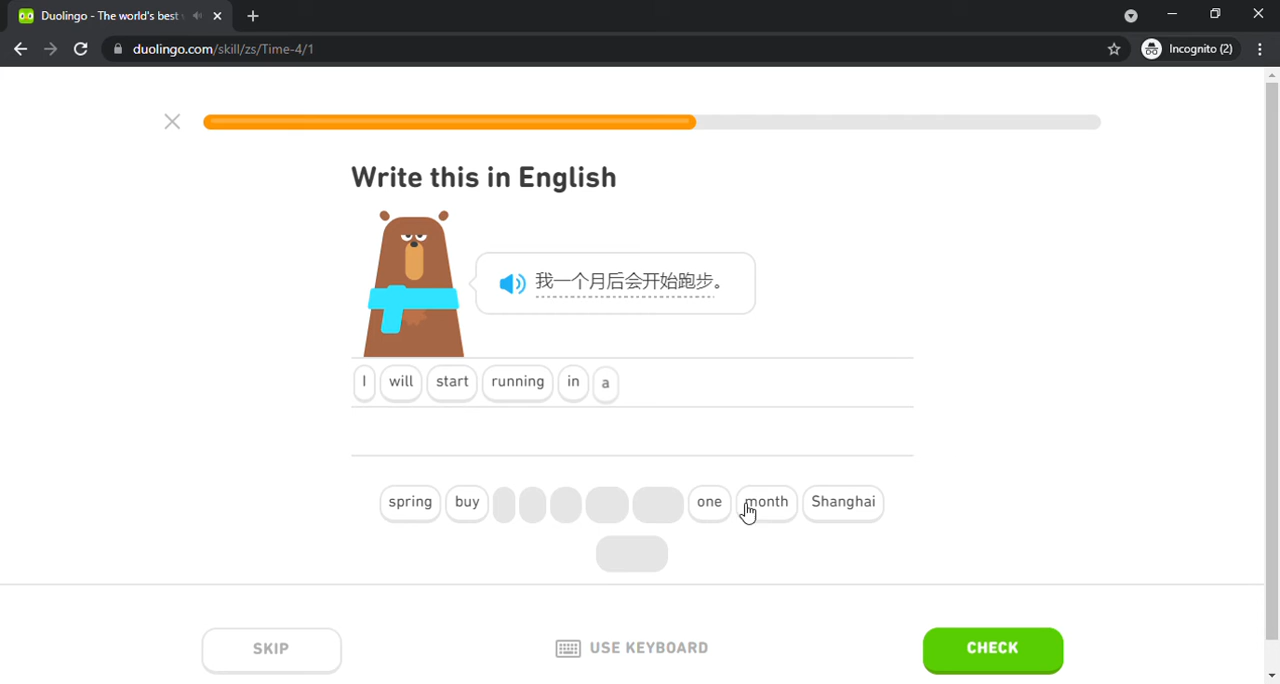 Duolingo - The world's best
duolingo.com/skill/zs/Time-4/1
Incognito (2)
Write this in English
我一个月后会开始跑步。
I will start running in a
spring buy one month Shanghai
SKIP USE KEYBOARD CHECK